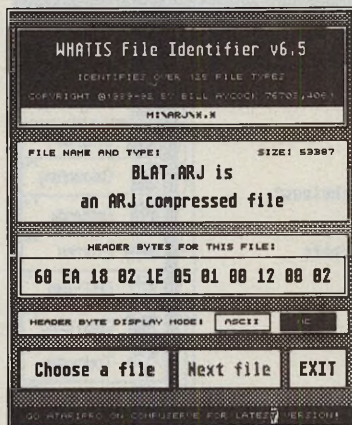 WHATIS File Identifier v6.5
IDENTIFIES OVER 125 FILE TYPES
COPYRIGHT @1989-92 BY BILL AYCOCK 76703,4061
M:\ARJ\X.X
FILE NAME AND TYPE: SIZE: 53387
BLAT.ARJ is
an ARJ compressed file
HEADER BYTES FOR THIS FILE:
60 EA 18 02 1E 05 01 00 12 00 02
HEADER BYTE DISPLAY MODE: ASCII
Choose a file Next file EXIT
GO ATARIPRO ON COMPUSERVE FOR LATEST VERSION!